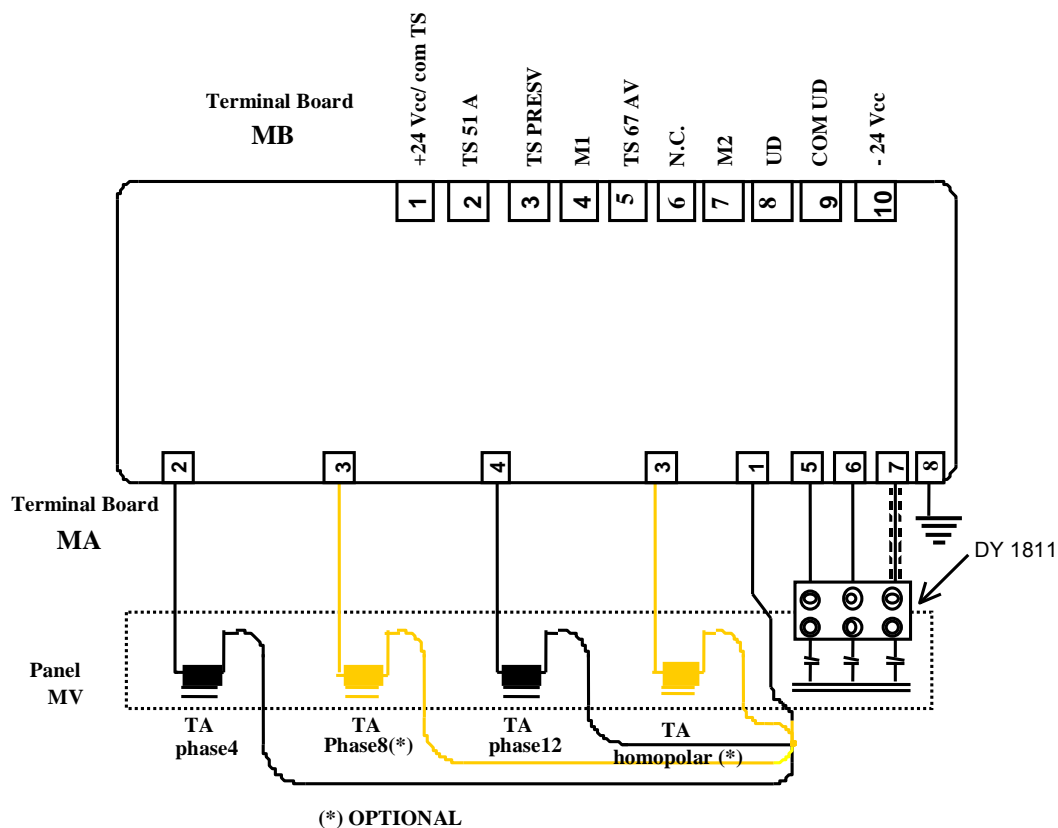 Terminal Board
MB
+24 Vcc/ com TS
TS 51 A
TS PRESV
M1
TS 67 AV
N.C.
M2
UD
COM UD
- 24 Vcc
1
2
3
4
5
6
7
8
9
10
2
3
4
3
1
5
6
7
8
Terminal Board
MA
DY 1811
Panel
MV
TA
phase4
TA
Phase8(*)
TA
phase12
TA
homopolar (*)
(*) OPTIONAL